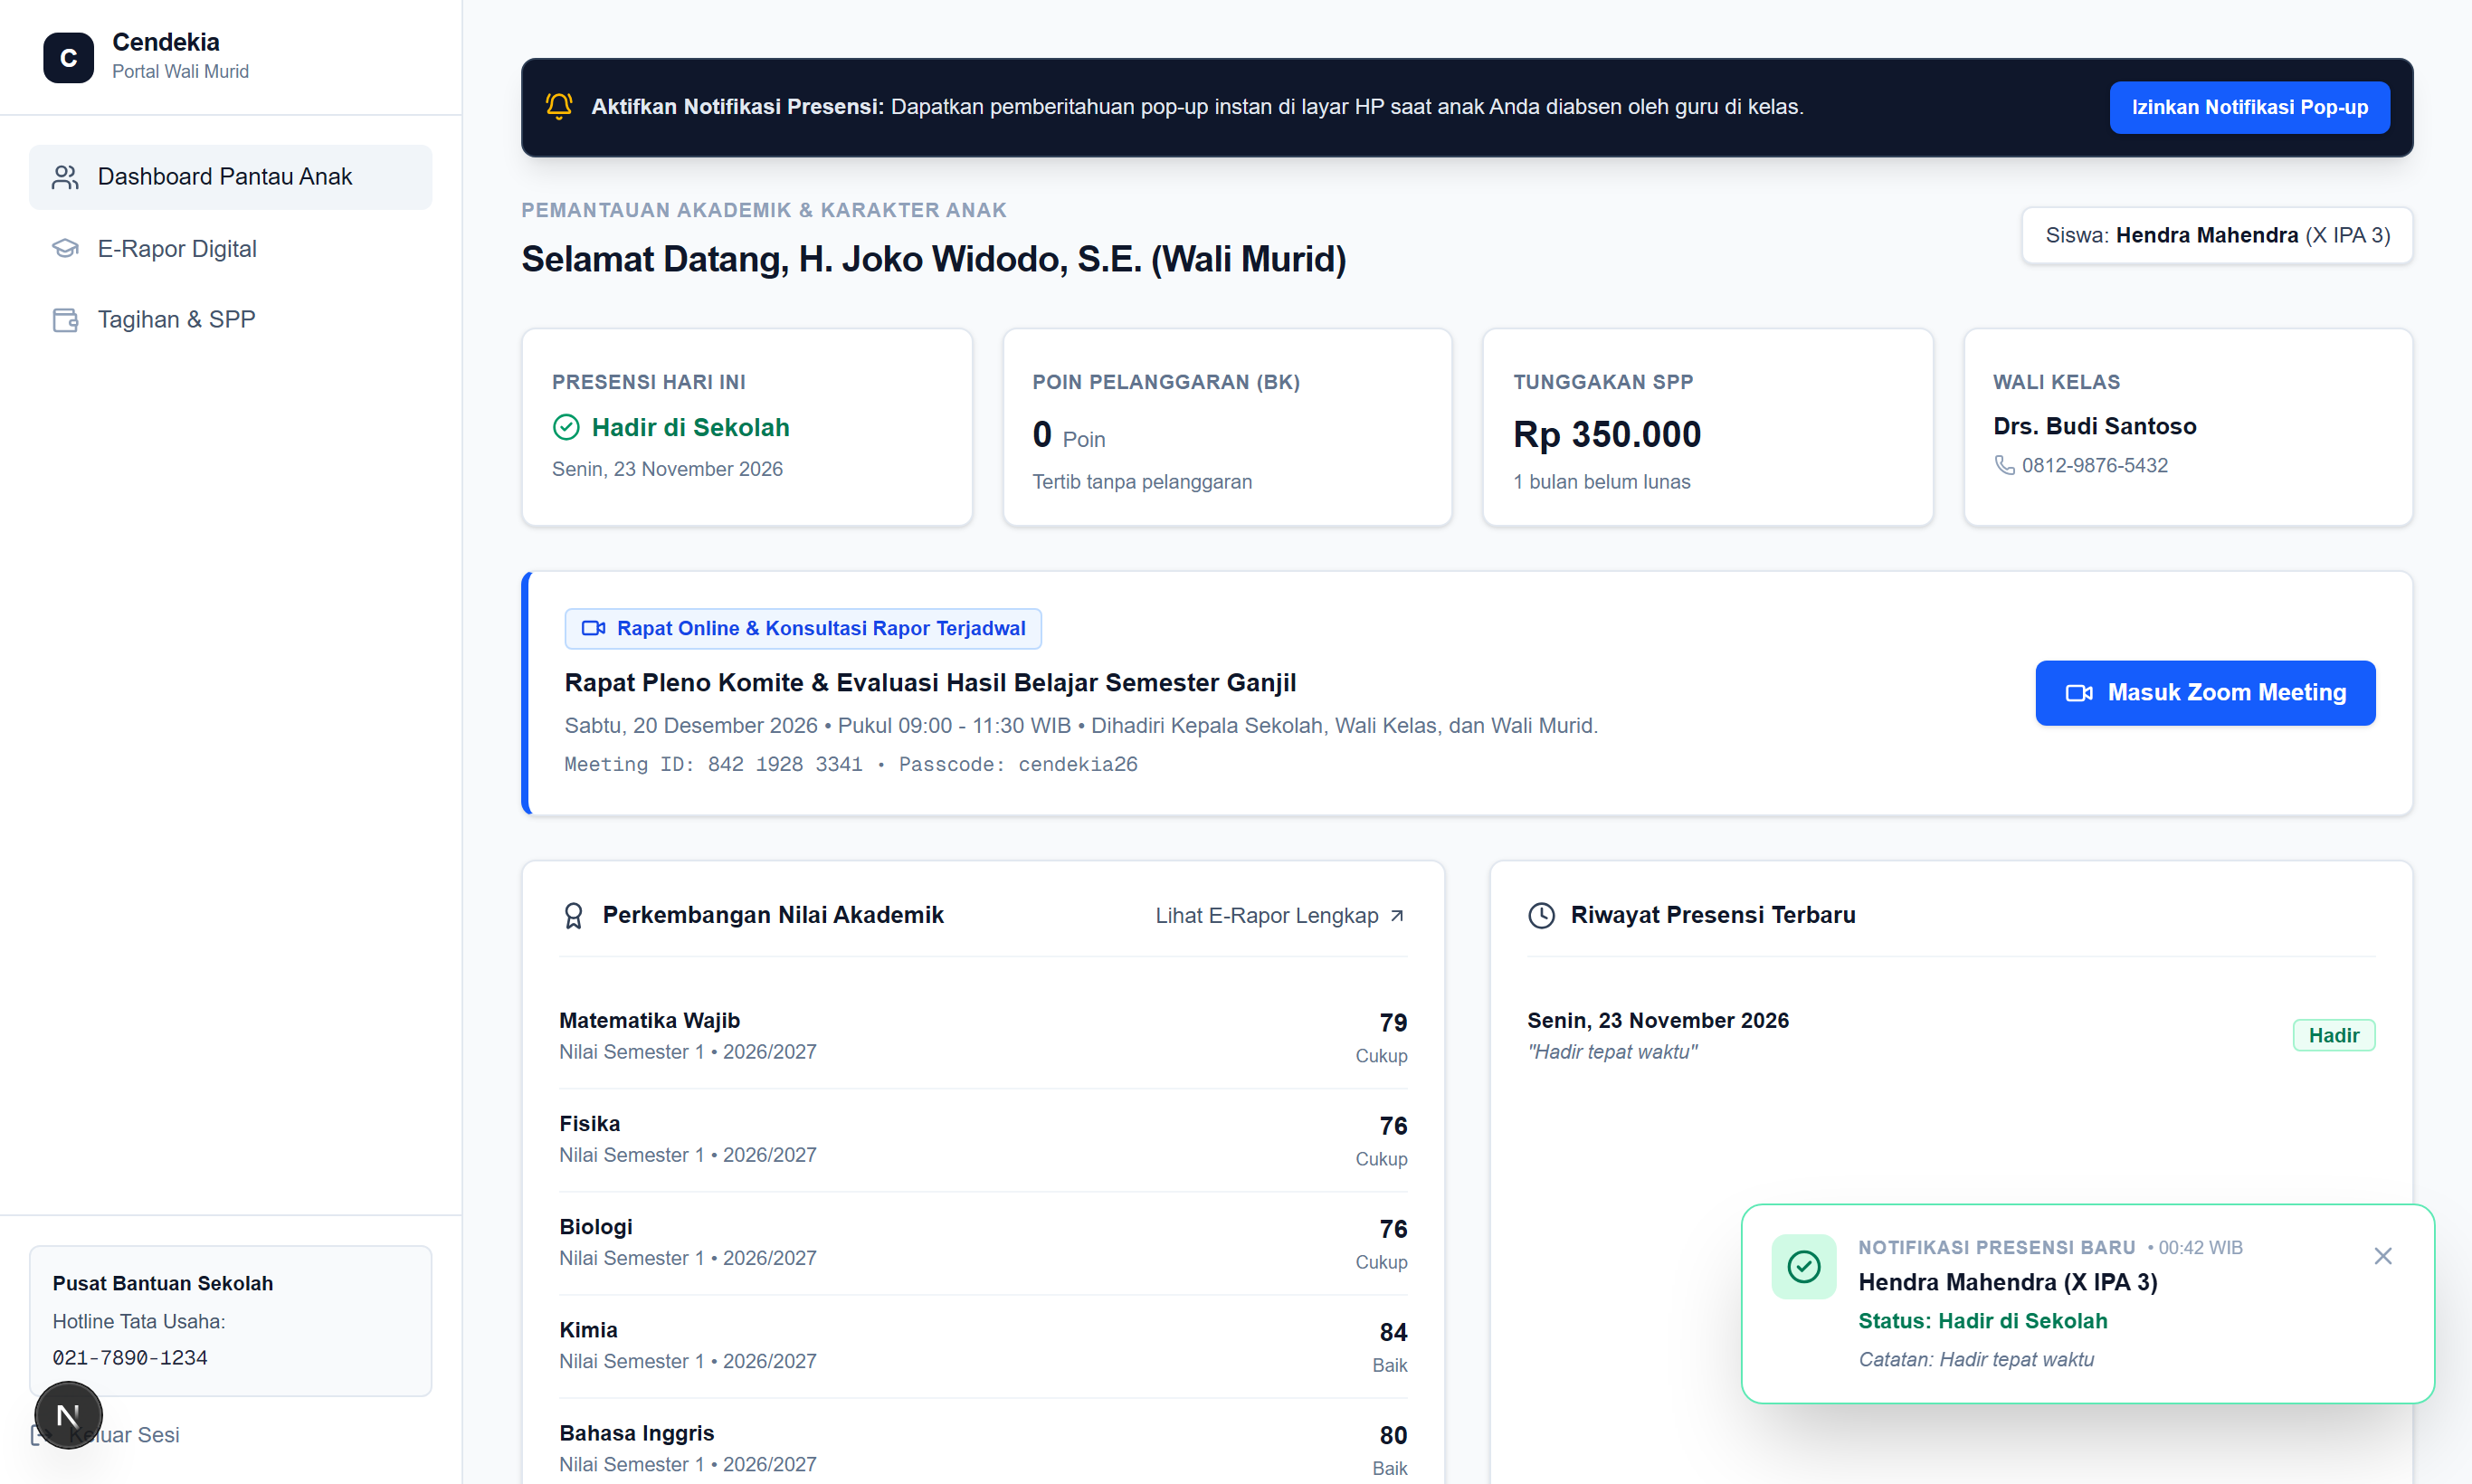 C
Cendekia
Portal Wali Murid
Dashboard Pantau Anak
E-Rapor Digital
Tagihan & SPP
Pusat Bantuan Sekolah
Hotline Tata Usaha:
021-7890-1234
N
Keluar Sesi
Aktifkan Notifikasi Presensi: Dapatkan pemberitahuan pop-up instan di layar HP saat anak Anda diabsen oleh guru di kelas.
Izinkan Notifikasi Pop-up
PEMANTAUAN AKADEMIK & KARAKTER ANAK
Selamat Datang, H. Joko Widodo, S.E. (Wali Murid)
Siswa: Hendra Mahendra (X IPA 3)
PRESENSI HARI INI
Hadir di Sekolah
Senin, 23 November 2026
POIN PELANGGARAN (BK)
0 Poin
Tertib tanpa pelanggaran
TUNGGAKAN SPP
Rp 350.000
1 bulan belum lunas
WALI KELAS
Drs. Budi Santoso
0812-9876-5432
Rapat Online & Konsultasi Rapor Terjadwal
Rapat Pleno Komite & Evaluasi Hasil Belajar Semester Ganjil
Sabtu, 20 Desember 2026 • Pukul 09:00 - 11:30 WIB • Dihadiri Kepala Sekolah, Wali Kelas, dan Wali Murid.
Meeting ID: 842 1928 3341 • Passcode: cendekia26
Masuk Zoom Meeting
Perkembangan Nilai Akademik
Lihat E-Rapor Lengkap
Matematika Wajib
Nilai Semester 1 • 2026/2027
79
Cukup
Fisika
Nilai Semester 1 • 2026/2027
76
Cukup
Biologi
Nilai Semester 1 • 2026/2027
76
Cukup
Kimia
Nilai Semester 1 • 2026/2027
84
Baik
Bahasa Inggris
Nilai Semester 1 • 2026/2027
80
Baik
Riwayat Presensi Terbaru
Senin, 23 November 2026
"Hadir tepat waktu"
Hadir
NOTIFIKASI PRESENSI BARU • 00:42 WIB
Hendra Mahendra (X IPA 3)
Status: Hadir di Sekolah
Catatan: Hadir tepat waktu